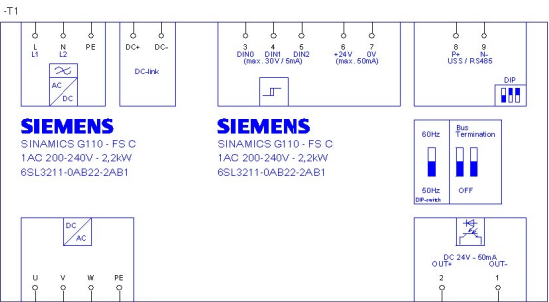 -T1
L N PE DC+ DC- 3 4 5 6 7 8 9
L1 L2 DIN0 DIN1 DIN2 +24V 0V P+ N-
(max. 30V / 5mA) (max. 50mA) USS / RS485
DC-link
AC
DC
DIP
SIEMENS SIEMENS
SINAMICS G110 - FS C SINAMICS G110 - FS C
1AC 200-240V - 2,2kW 1AC 200-240V - 2,2kW
6SL3211-0AB22-2AB1 6SL3211-0AB22-2AB1
60Hz Bus
Termination
50Hz OFF
DIP-switch
DC
AC
DC 24V - 50mA
OUT+ OUT-
U V W PE 2 1